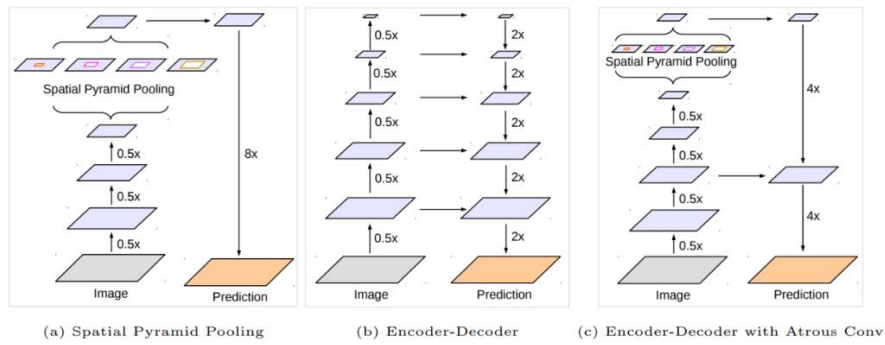 Spatial Pyramid Pooling
0.5x
0.5x
0.5x
8x
Image
Prediction
(a) Spatial Pyramid Pooling
0.5x
0.5x
0.5x
0.5x
0.5x
2x
2x
2x
2x
2x
Image
Prediction
(b) Encoder-Decoder
Spatial Pyramid Pooling
0.5x
0.5x
0.5x
0.5x
4x
4x
Image
Prediction
(c) Encoder-Decoder with Atrous Conv